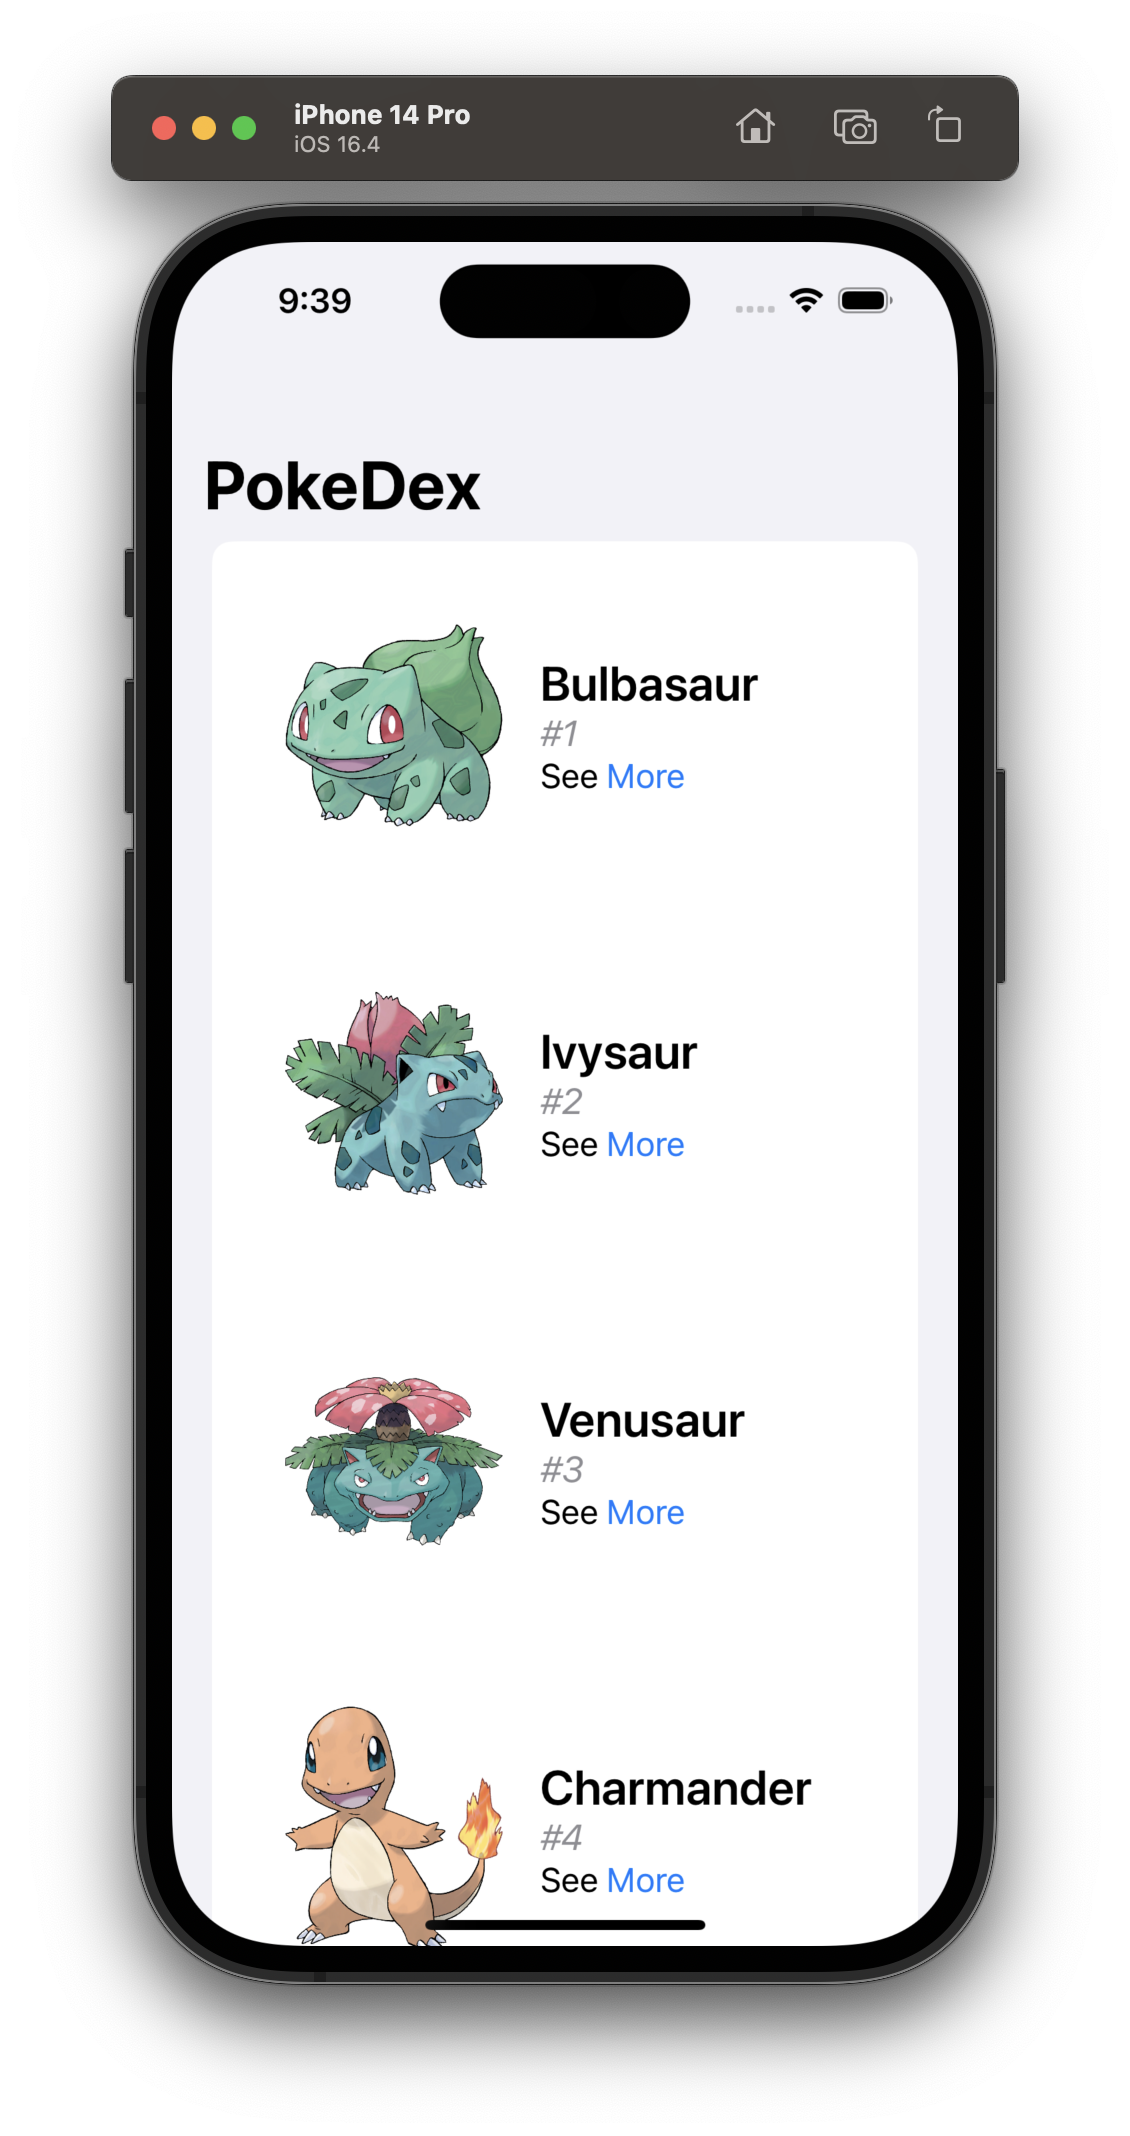 iPhone 14 Pro
iOS 16.4
9:39
PokeDex
Bulbasaur
#1
See More
Ivysaur
#2
See More
Venusaur
#3
See More
Charmander
#4
See More